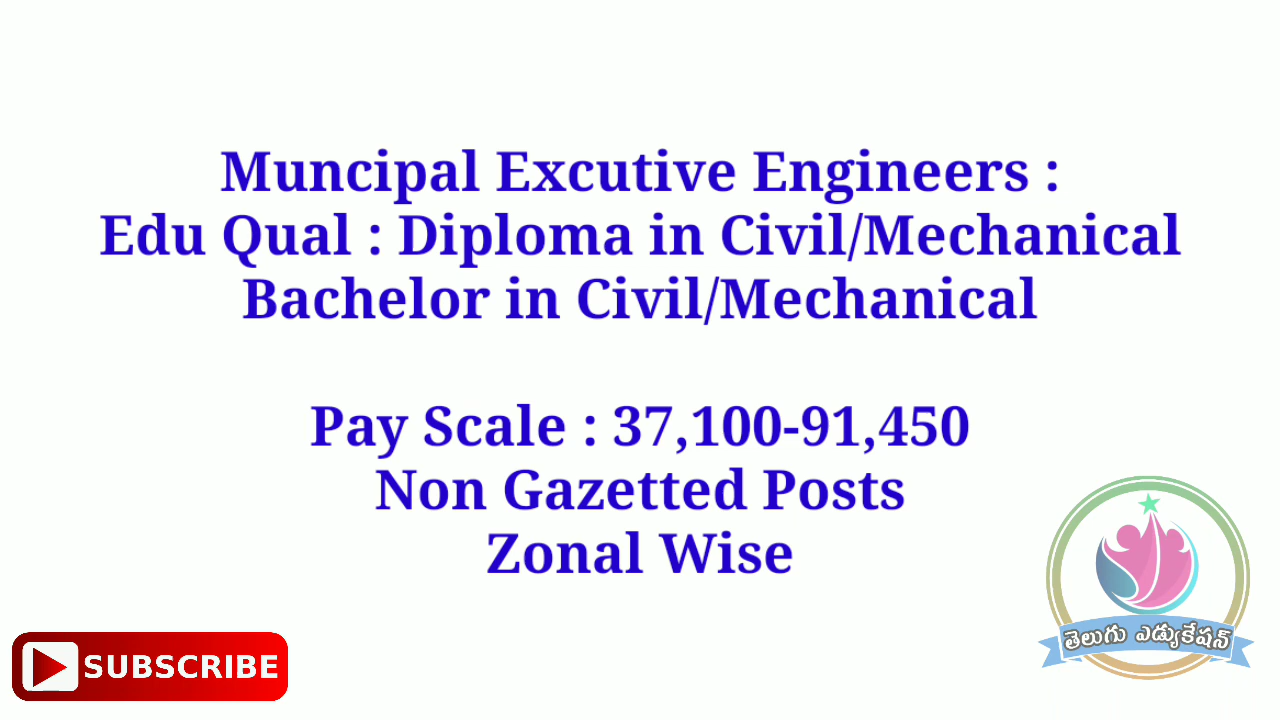 Muncipal Excutive Engineers :
Edu Qual : Diploma in Civil/Mechanical
Bachelor in Civil/Mechanical
Pay Scale : 37,100-91,450
Non Gazetted Posts
Zonal Wise
తెలుగు ఎడ్యుకేషన్
SUBSCRIBE